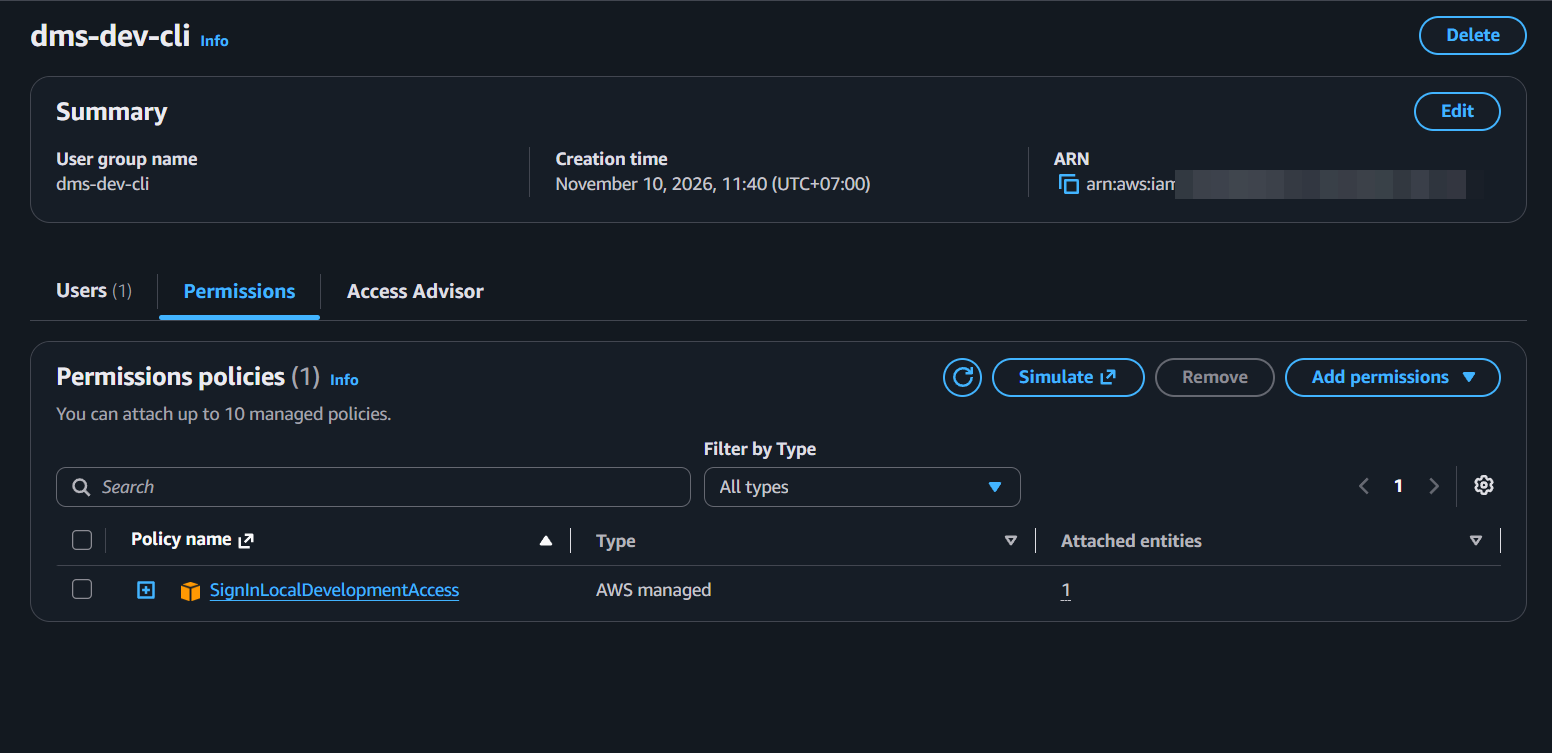 dms-dev-cli Info
Delete
Summary
Edit
User group name
dms-dev-cli
Creation time
November 10, 2026, 11:40 (UTC+07:00)
ARN
arn:aws:iam
Users (1)
Permissions
Access Advisor
Permissions policies (1) Info
Simulate
Remove
Add permissions
You can attach up to 10 managed policies.
Filter by Type
Search
All types
1
Policy name
Type
Attached entities
SignInLocalDevelopmentAccess
AWS managed
1